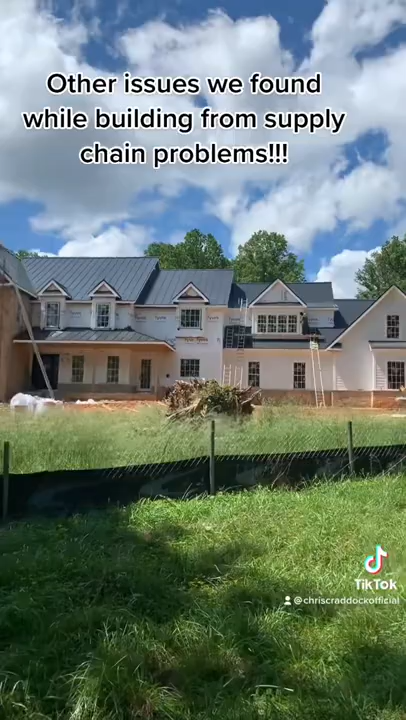 Other issues we found
while building from supply
chain problems!!!
TikTok
@chriscraddockofficial